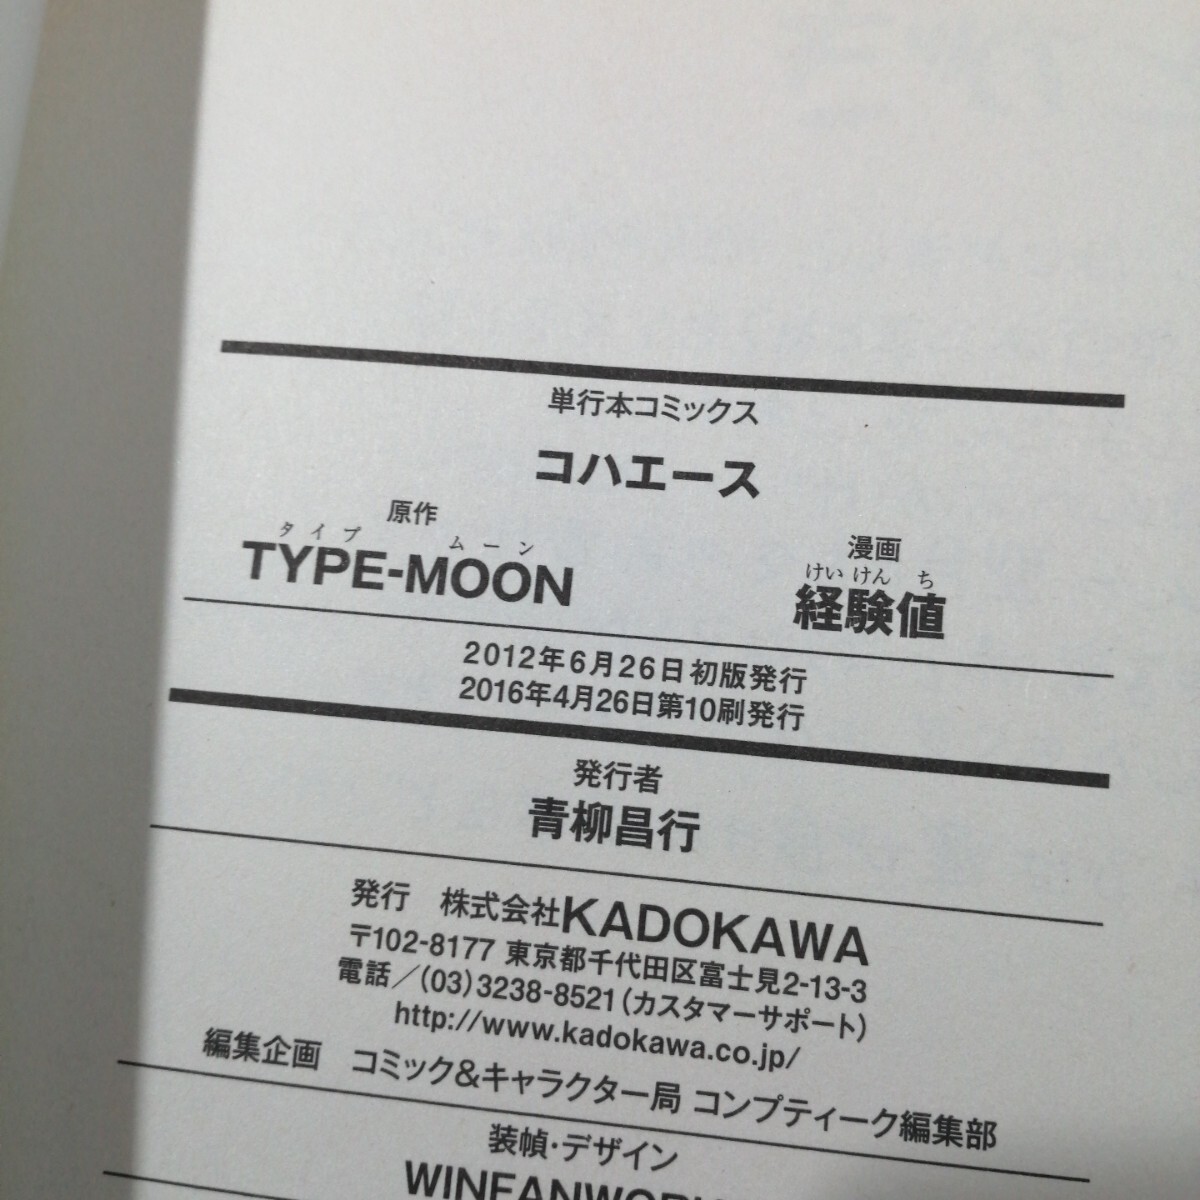 単行本コミックス
コハエース
原作
タイプ ムーン
TYPE-MOON
漫画
けい けん ち
経験値
2012年6月26日初版発行
2016年4月26日第10刷発行
発行者
青柳昌行
発行 株式会社KADOKAWA
〒102-8177 東京都千代田区富士見2-13-3
電話／(03)3238-8521(カスタマーサポート)
http://www.kadokawa.co.jp/
編集企画 コミック&キャラクター局 コンプティーク編集部
装幀・デザイン